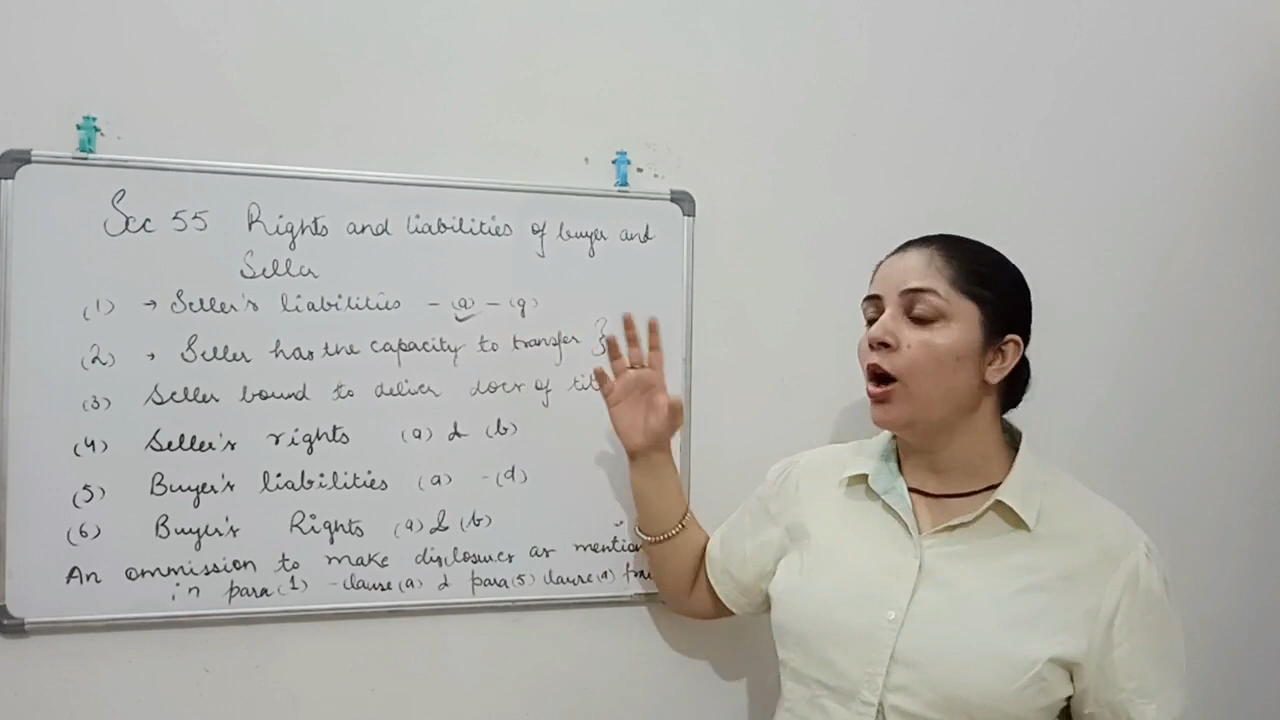 Sec 55 Rights and liabilities of buyer and
Seller
(1) → Seller's liabilities - (a) - (g)
(2) → Seller has the capacity to transfer }
(3) Seller bound to deliver docs of
(4) Seller's rights (a) & (b)
(5) Buyer's liabilities (a) - (d)
(6) Buyer's Rights (a) & (b)
An ommission to make disclosures as
in para (1) - clause (a) & para (5) clause (a)